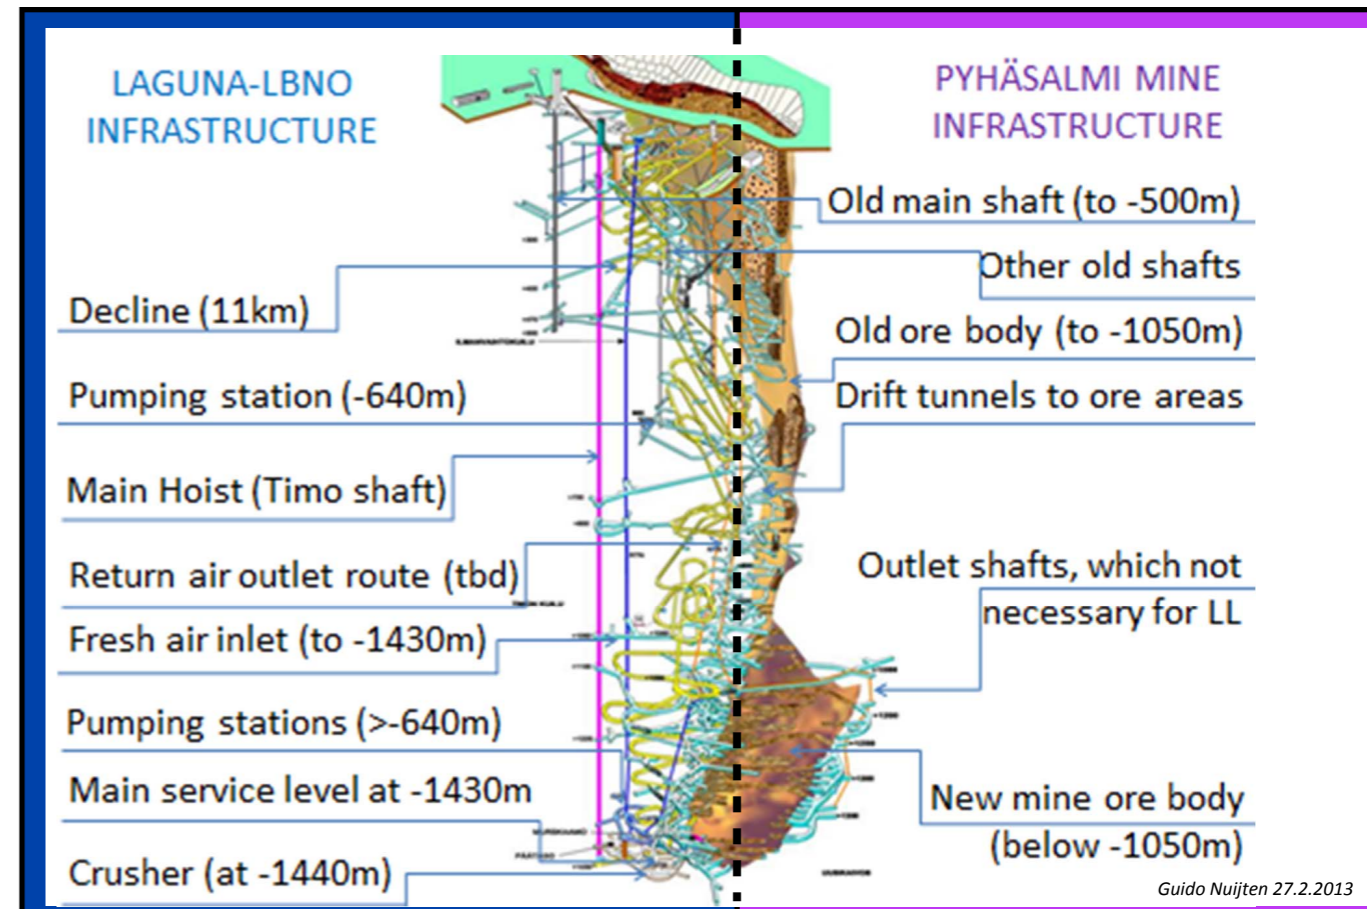 LAGUNA-LBNO
INFRASTRUCTURE
Decline (11km)
Pumping station (-640m)
Main Hoist (Timo shaft)
Return air outlet route (tbd)
Fresh air inlet (to -1430m)
Pumping stations (>-640m)
Main service level at -1430m
Crusher (at -1440m)
PYHÄSALMI MINE
INFRASTRUCTURE
Old main shaft (to -500m)
Other old shafts
Old ore body (to -1050m)
Drift tunnels to ore areas
Outlet shafts, which not
necessary for LL
New mine ore body
(below -1050m)
Guido Nuijten 27.2.2013